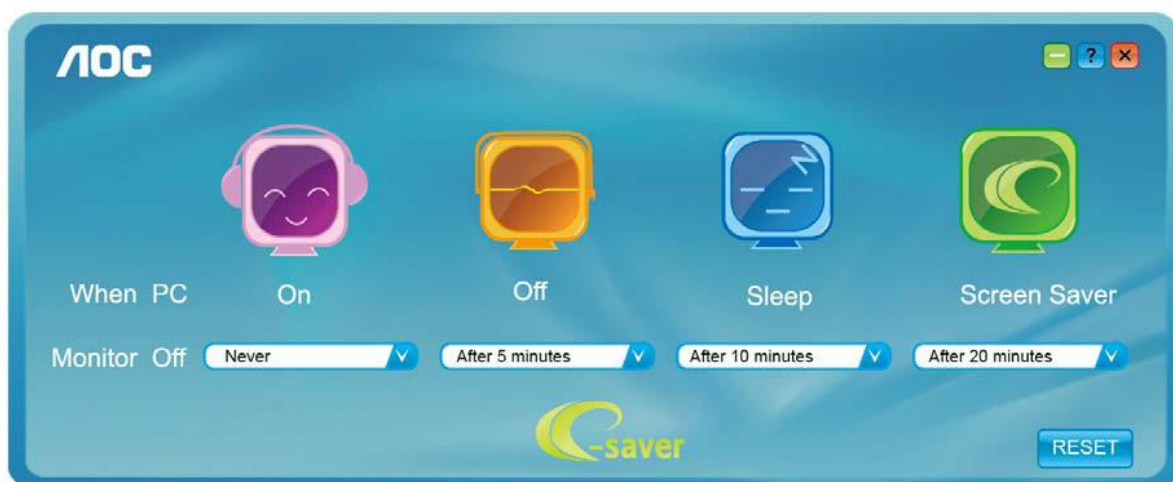 AOC
?
When PC On Off Sleep Screen Saver
Monitor Off Never After 5 minutes After 10 minutes After 20 minutes
e-saver
RESET